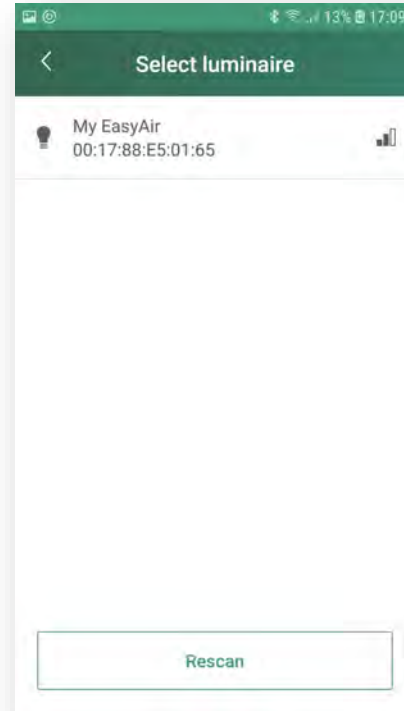 13% 17:09
Select luminaire
My EasyAir
00:17:88:E5:01:65
Rescan